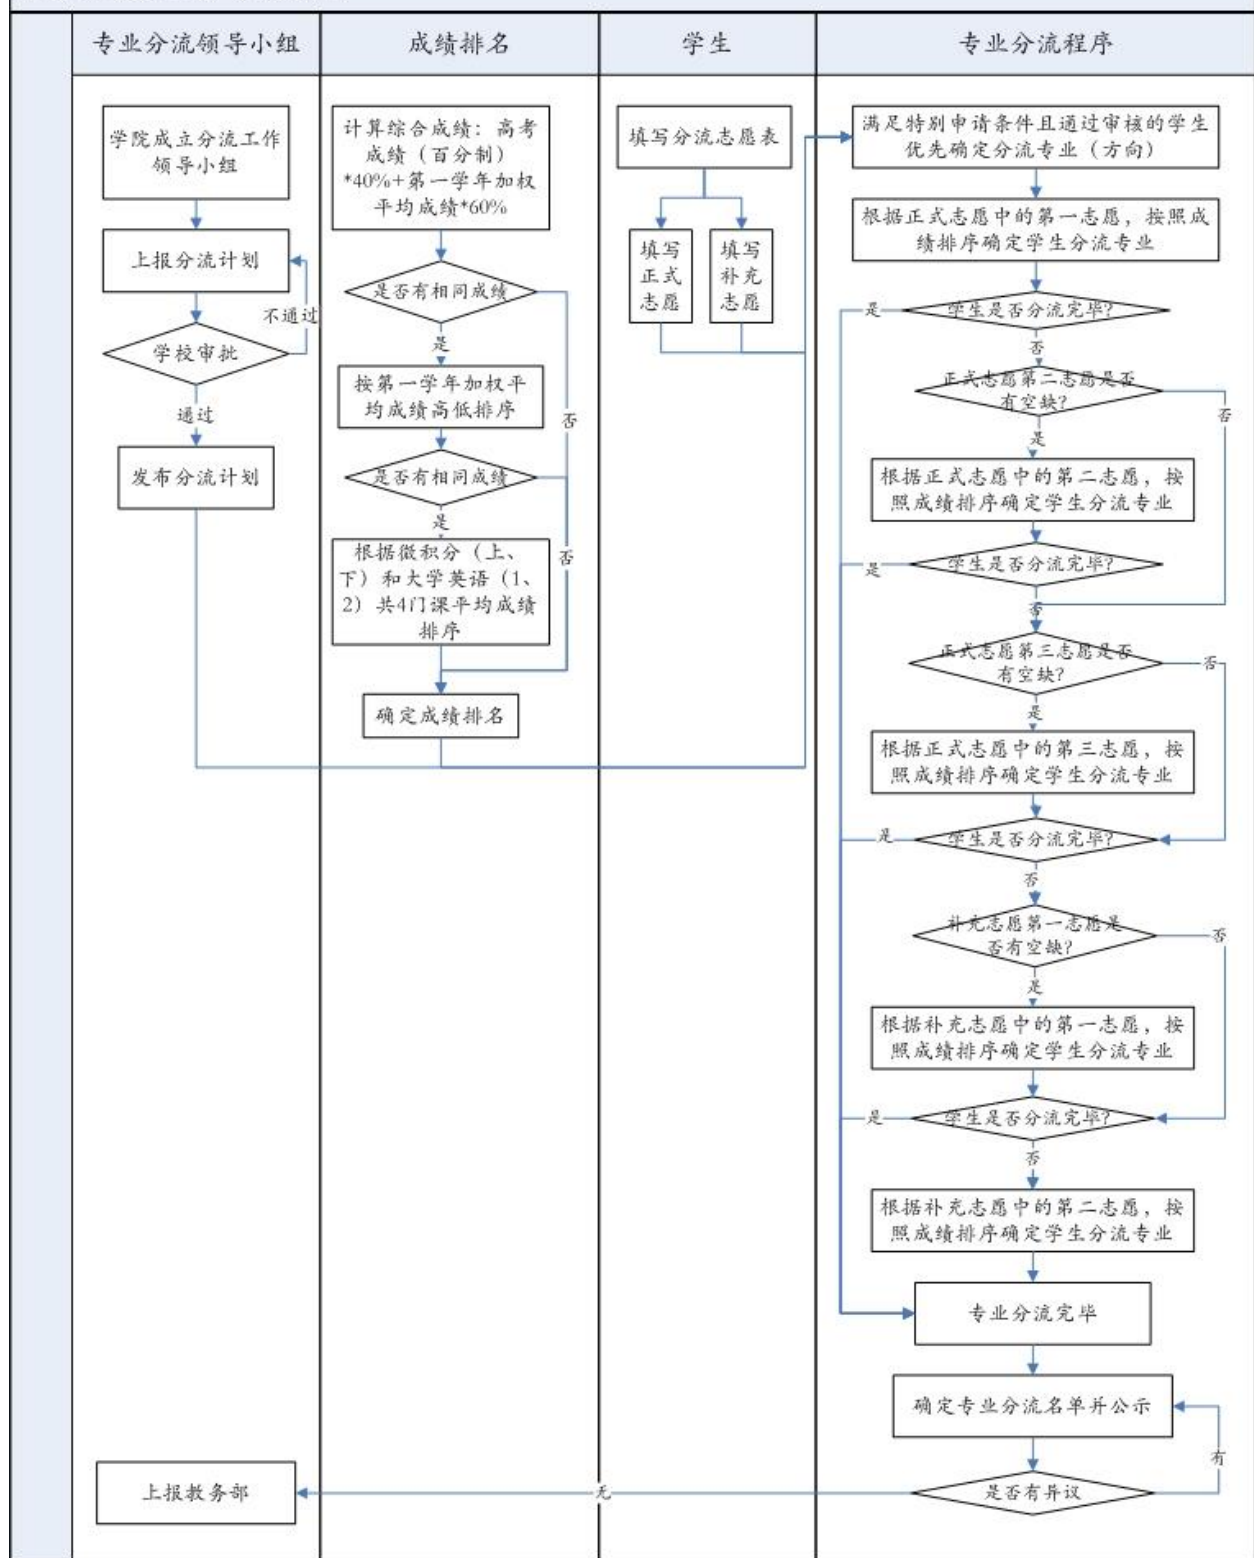 专业分流领导小组
成绩排名
学生
专业分流程序
学院成立分流工作
领导小组
上报分流计划
不通过
学校审批
通过
发布分流计划
计算综合成绩：高考
成绩（百分制）
*40%+第一学年加权
平均成绩*60%
是否有相同成绩
是
按第一学年加权平
均成绩高低排序
否
是否有相同成绩
是
根据微积分（上、
下）和大学英语（1、
2）共4门课平均成绩
排序
否
确定成绩排名
填写分流志愿表
填写
正式
志愿
填写
补充
志愿
满足特别申请条件且通过审核的学生
优先确定分流专业（方向）
根据正式志愿中的第一志愿，按照成
绩排序确定学生分流专业
是
学生是否分流完毕？
否
正式志愿第二志愿是否
有空缺？
否
是
根据正式志愿中的第二志愿，按
照成绩排序确定学生分流专业
是
学生是否分流完毕？
否
正式志愿第三志愿是否
有空缺？
否
是
根据正式志愿中的第三志愿，按
照成绩排序确定学生分流专业
是
学生是否分流完毕？
否
补充志愿第一志愿是
否有空缺？
否
是
根据补充志愿中的第一志愿，按
照成绩排序确定学生分流专业
是
学生是否分流完毕？
否
根据补充志愿中的第二志愿，按
照成绩排序确定学生分流专业
专业分流完毕
确定专业分流名单并公示
有
是否有异议
无
上报教务部